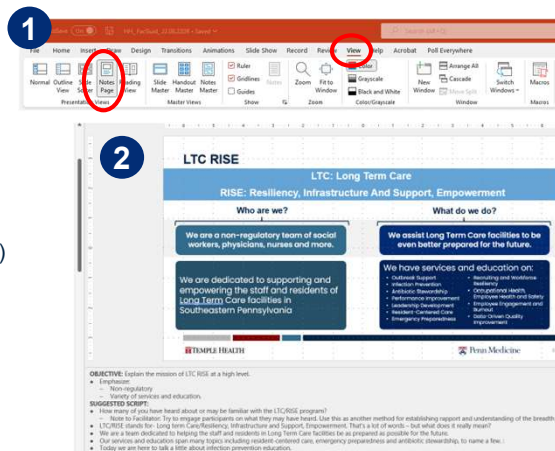 1
NH_FacGuid_22JUL2024 • Saved
Search (Alt+Q)
File Home Insert Draw Design Transitions Animations Slide Show Record Review View Help Acrobat Poll Everywhere
Normal Outline View Slide Sorter Notes Page Reading View
Slide Master Handout Master Notes Master
Ruler
Gridlines
Guides
Notes
Zoom Fit to Window
Color
Grayscale
Black and White
New Window
Arrange All
Cascade
Move Split
Switch Windows
Macros
Presentation Views Master Views Show Zoom Color/Grayscale Window Macros
2
)
LTC RISE
LTC: Long Term Care
RISE: Resiliency, Infrastructure And Support, Empowerment
Who are we?
We are a non-regulatory team of social
workers, physicians, nurses and more.
We are dedicated to supporting and
empowering the staff and residents of
Long Term Care facilities in
Southeastern Pennsylvania
What do we do?
We assist Long Term Care facilities to be
even better prepared for the future.
We have services and education on:
• Outbreak Support
• Infection Prevention
• Antibiotic Stewardship
• Performance Improvement
• Leadership Development
• Resident-Centered Care
• Emergency Preparedness
• Recruiting and Workforce
Resiliency
• Occupational Health,
Employee Health and Safety
• Employee Engagement and
Burnout
• Data-Driven Quality
Improvement
TEMPLE HEALTH
Penn Medicine
OBJECTIVE: Explain the mission of LTC RISE at a high level.
• Emphasize
– Non-regulatory
– Variety of services and education.
SUGGESTED SCRIPT:
• How many of you have heard about or may be familiar with the LTC/RISE program?
– Note to Facilitator: Try to engage participants on what they may have heard. Use this as another method for establishing rapport and understanding of the breadth
• LTC/RISE stands for- Long term Care/Resiliency, Infrastructure and Support, Empowerment. That's a lot of words – but what does it really mean?
• We are a team dedicated to helping the staff and residents in Long Term Care facilities be as prepared as possible for the future.
• Our services and education span many topics including resident-centered care, emergency preparedness and antibiotic stewardship, to name a few. :
• Today we are here to talk a little about infection prevention education.